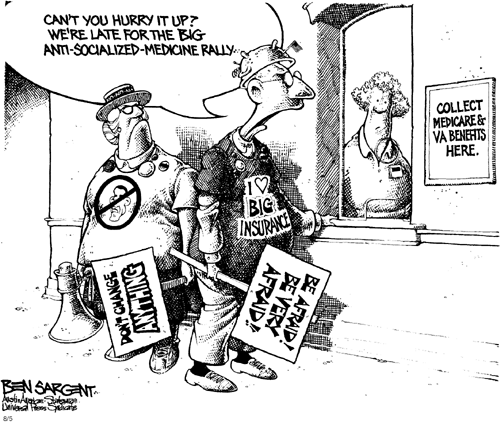 CAN'T YOU HURRY IT UP?
WE'RE LATE FOR THE BIG
ANTI-SOCIALIZED-MEDICINE RALLY...
COLLECT
MEDICARE &
VA BENEFITS
HERE.
I ♡
BIG
INSURANCE
DON'T CHANGE
ANYTHING
BE AFRAID!
BE VERY
AFRAID!
BEN SARGENT
Austin American-Statesman
Universal Press Syndicate
8/5